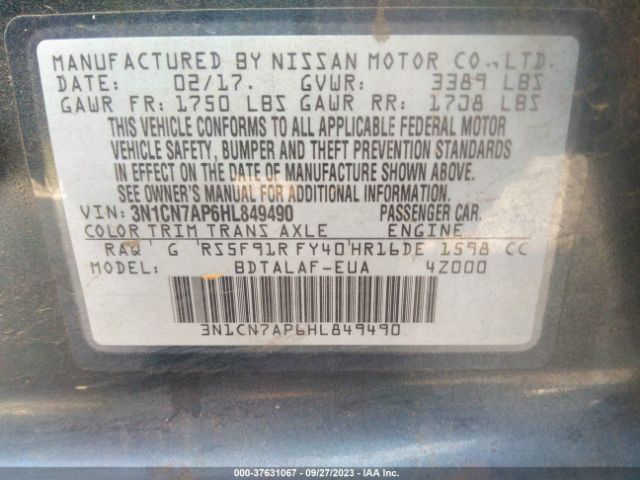 MANUFACTURED BY NISSAN MOTOR CO., LTD.
DATE: 02/17. GVWR: 3389 LBS
GAWR FR: 1750 LBS GAWR RR: 1708 LBS
THIS VEHICLE CONFORMS TO ALL APPLICABLE FEDERAL MOTOR
VEHICLE SAFETY, BUMPER AND THEFT PREVENTION STANDARDS
IN EFFECT ON THE DATE OF MANUFACTURE SHOWN ABOVE.
SEE OWNER'S MANUAL FOR ADDITIONAL INFORMATION.
VIN: 3N1CN7AP6HL849490 PASSENGER CAR.
COLOR TRIM TRANS AXLE ENGINE
RAQ G RS5F91R FY40 HR16DE 1598 CC
MODEL: BDTALAF-EUA 4Z000
3N1CN7AP6HL849490
000-37631067 | 09/27/2023 | IAA Inc.